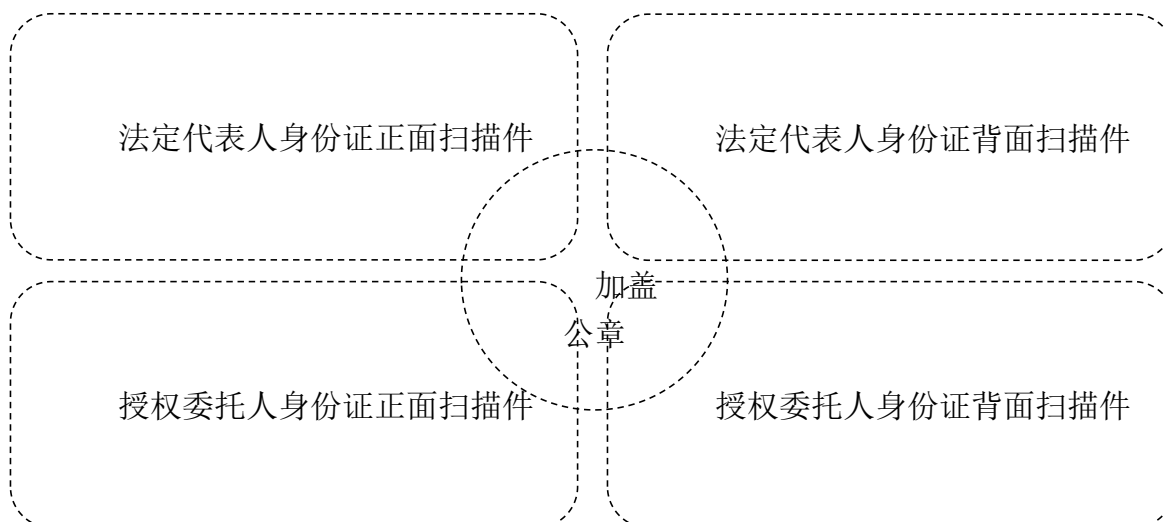 法定代表人身份证正面扫描件
法定代表人身份证背面扫描件
加盖
公章
授权委托人身份证正面扫描件
授权委托人身份证背面扫描件